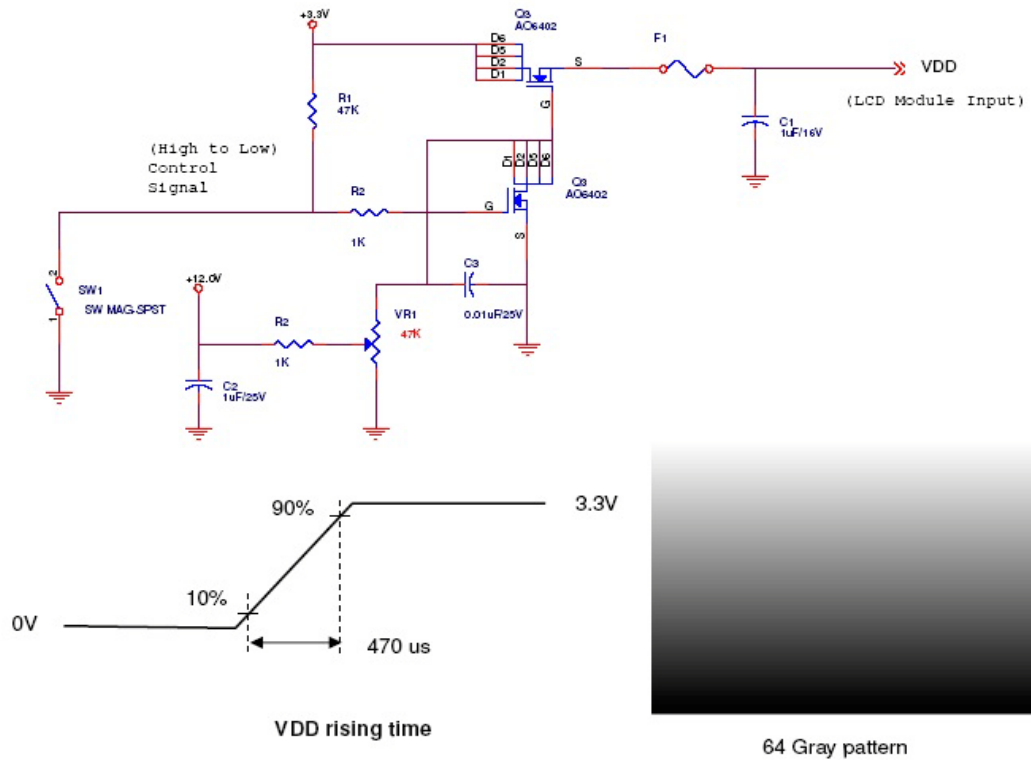 +3.3V
Q3
AO6402
D6
D5
D2
D1
S
G
F1
VDD
(LCD Module Input)
R1
47K
C1
1uF/16V
(High to Low)
Control
Signal
D1
D2
D5
D6
Q3
AO6402
R2
1K
G
S
2
1
SW1
SW MAG-SPST
+12.0V
C3
0.01uF/25V
R2
1K
VR1
47K
C2
1uF/25V
90%
3.3V
10%
0V
470 us
VDD rising time
64 Gray pattern